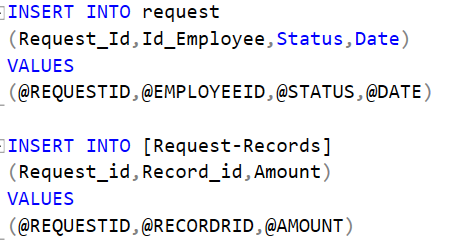 INSERT INTO request
(Request_Id,Id_Employee,Status,Date)
VALUES
(@REQUESTID,@EMPLOYEEID,@STATUS,@DATE)
INSERT INTO [Request-Records]
(Request_id,Record_id,Amount)
VALUES
(@REQUESTID,@RECORDRID,@AMOUNT)